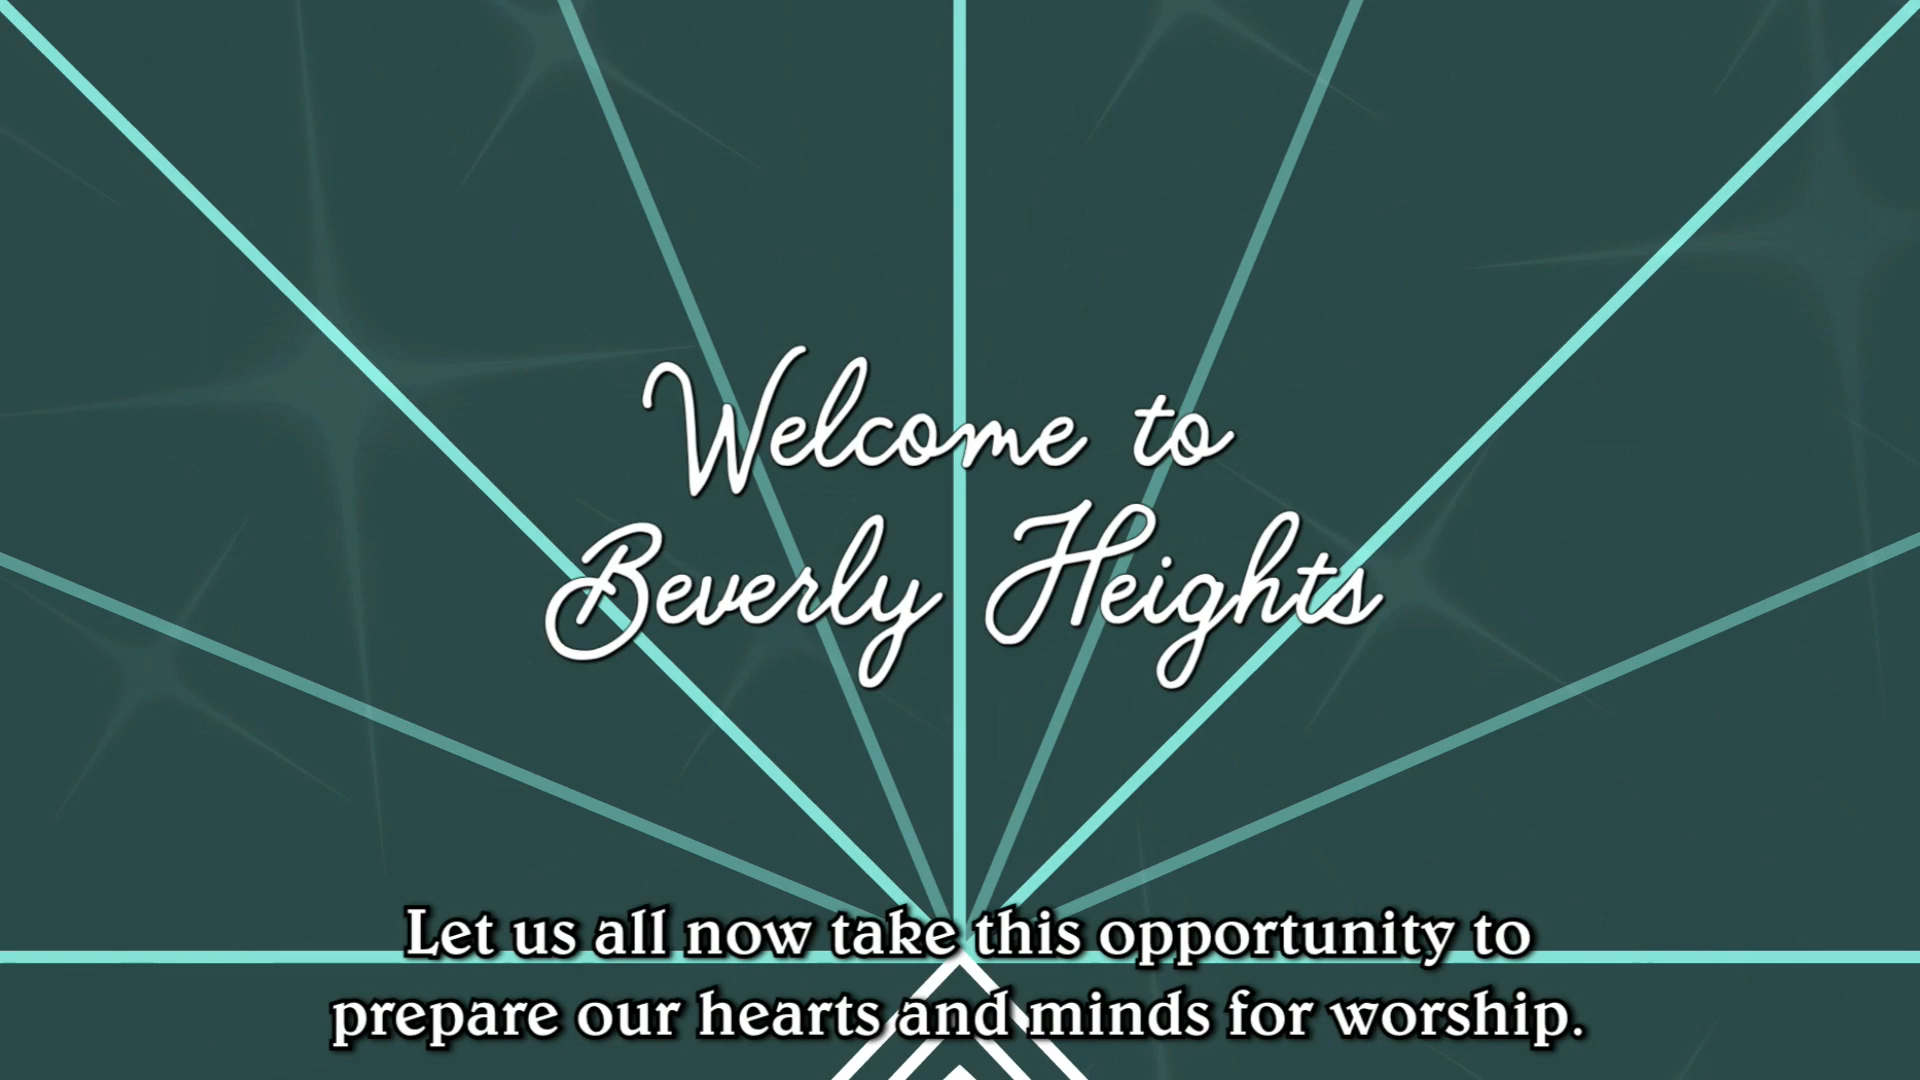 Welcome to
Beverly Heights
Let us all now take this opportunity to
prepare our hearts and minds for worship.